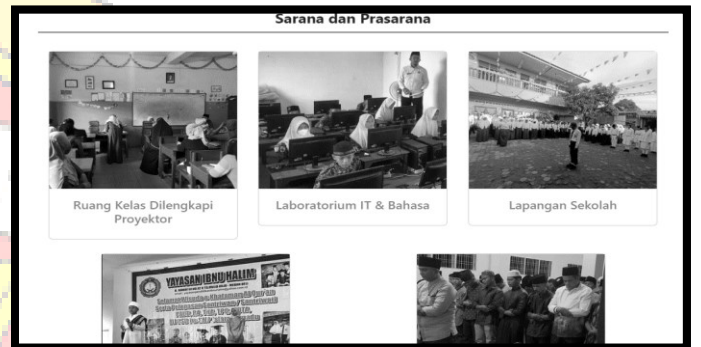 Sarana dan Prasarana
Ruang Kelas Dilengkapi
Proyektor
Laboratorium IT & Bahasa
Lapangan Sekolah
YAYASAN IBNU HALIM